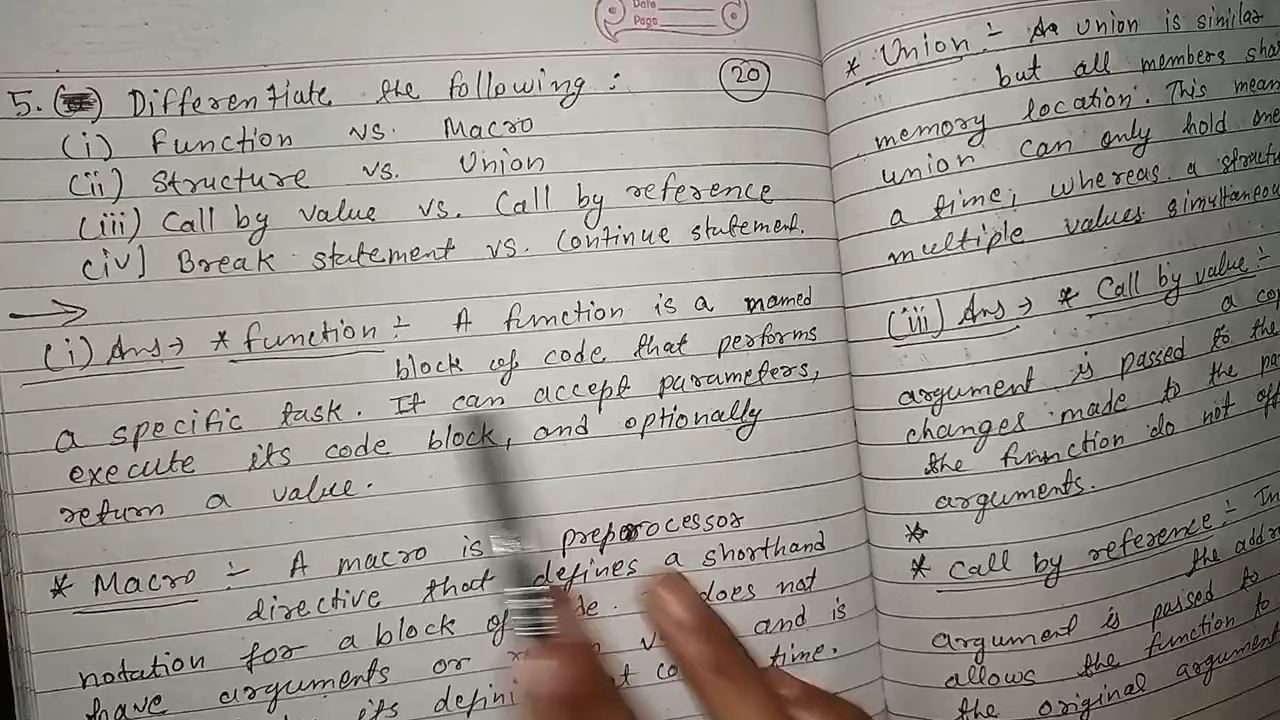 Date
Page
5. Differentiate the following : 20
(i) Function vs. Macro
(ii) Structure vs. Union
(iii) Call by value vs. Call by reference
(iv) Break statement vs. Continue statement.
→
(i) Ans → * function :- A function is a named
block of code that performs
a specific task. It can accept parameters,
execute its code block, and optionally
return a value.
* Macro :- A macro is preprocessor
directive that defines a shorthand
notation for a block of does not
have arguments or and is
its at time.
* Union :- A union is similar
but all members
memory location. This
union can only hold
a time; whereas a
multiple values
(iii) Ans → * Call by value :-
a
argument is passed to the
changes made to the
the function do not
arguments.
*
* Call by reference :- In
the
argument is passed to
allows the function to
the original argument